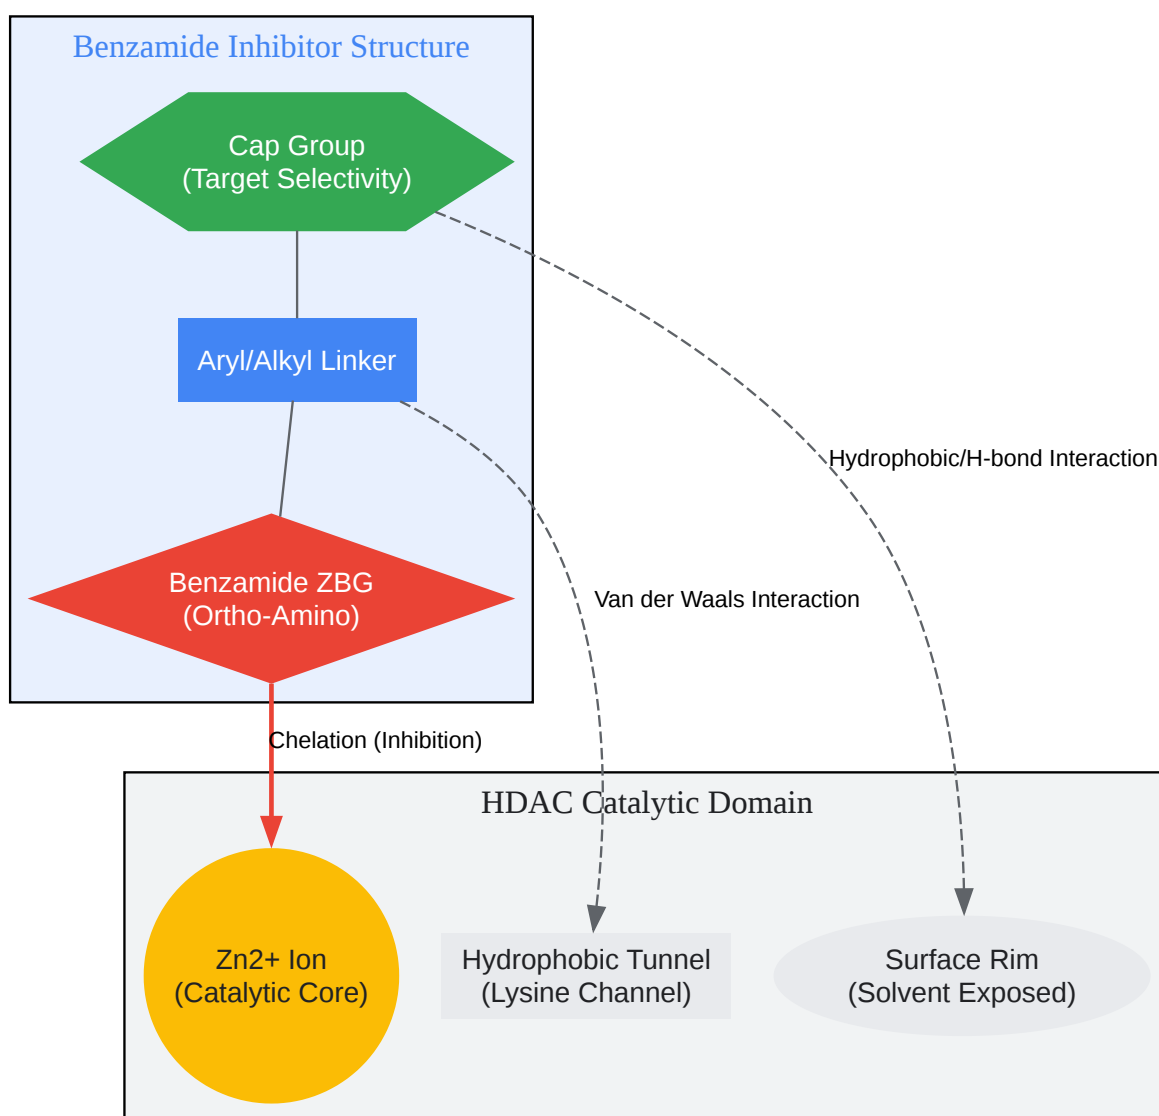 Benzamide Inhibitor Structure
Cap Group
(Target Selectivity)
Aryl/Alkyl Linker
Hydrophobic/H-bond Interaction
Benzamide ZBG
(Ortho-Amino)
Van der Waals Interaction
Chelation (Inhibition)
HDAC Catalytic Domain
Zn2+ Ion
(Catalytic Core)
Hydrophobic Tunnel
(Lysine Channel)
Surface Rim
(Solvent Exposed)